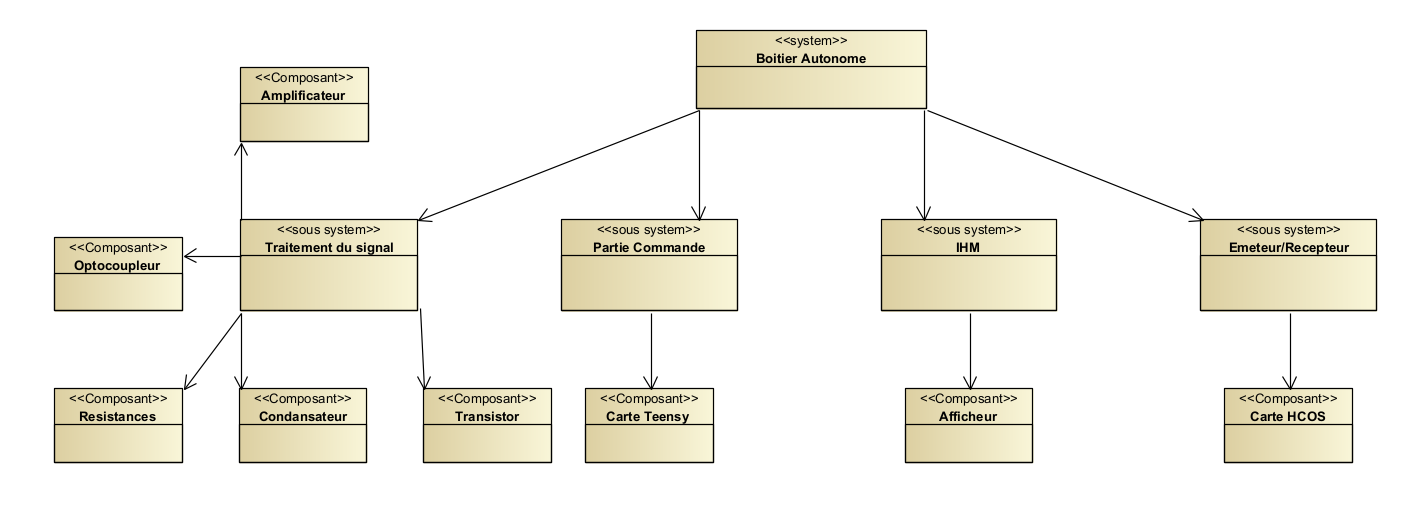 <<system>>
Boitier Autonome
<<Composant>>
Amplificateur
<<sous system>>
Traitement du signal
<<sous system>>
Partie Commande
<<sous system>>
IHM
<<sous system>>
Emeteur/Recepteur
<<Composant>>
Optocoupleur
<<Composant>>
Resistances
<<Composant>>
Condansateur
<<Composant>>
Transistor
<<Composant>>
Carte Teensy
<<Composant>>
Afficheur
<<Composant>>
Carte HCOS